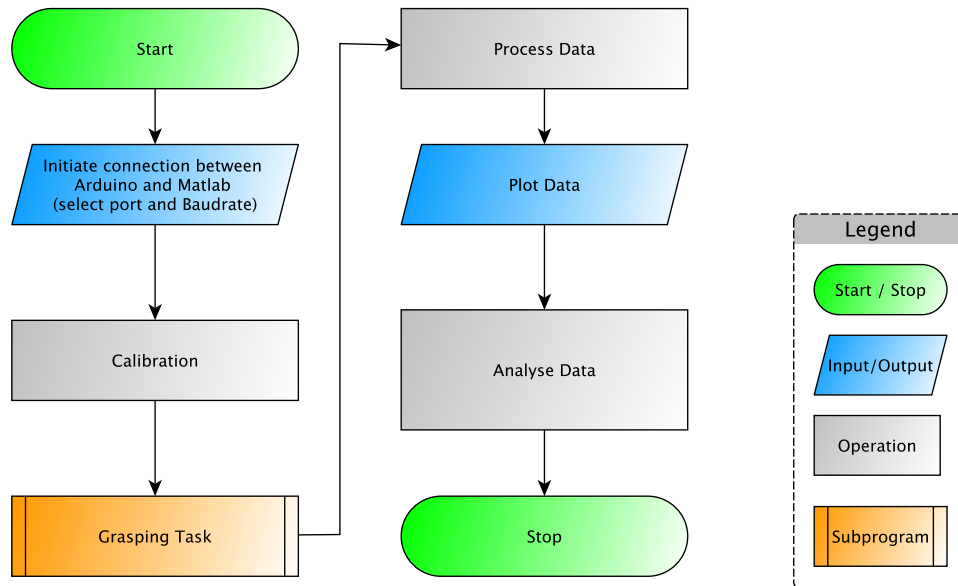 Start
Initiate connection between
Arduino and Matlab
(select port and Baudrate)
Calibration
Grasping Task
Process Data
Plot Data
Analyse Data
Stop
Legend
Start / Stop
Input/Output
Operation
Subprogram